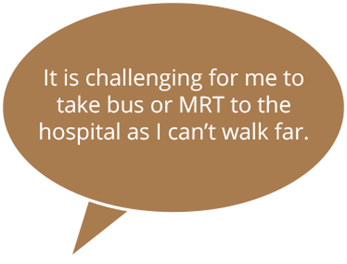 It is challenging for me to
take bus or MRT to the
hospital as I can’t walk far.